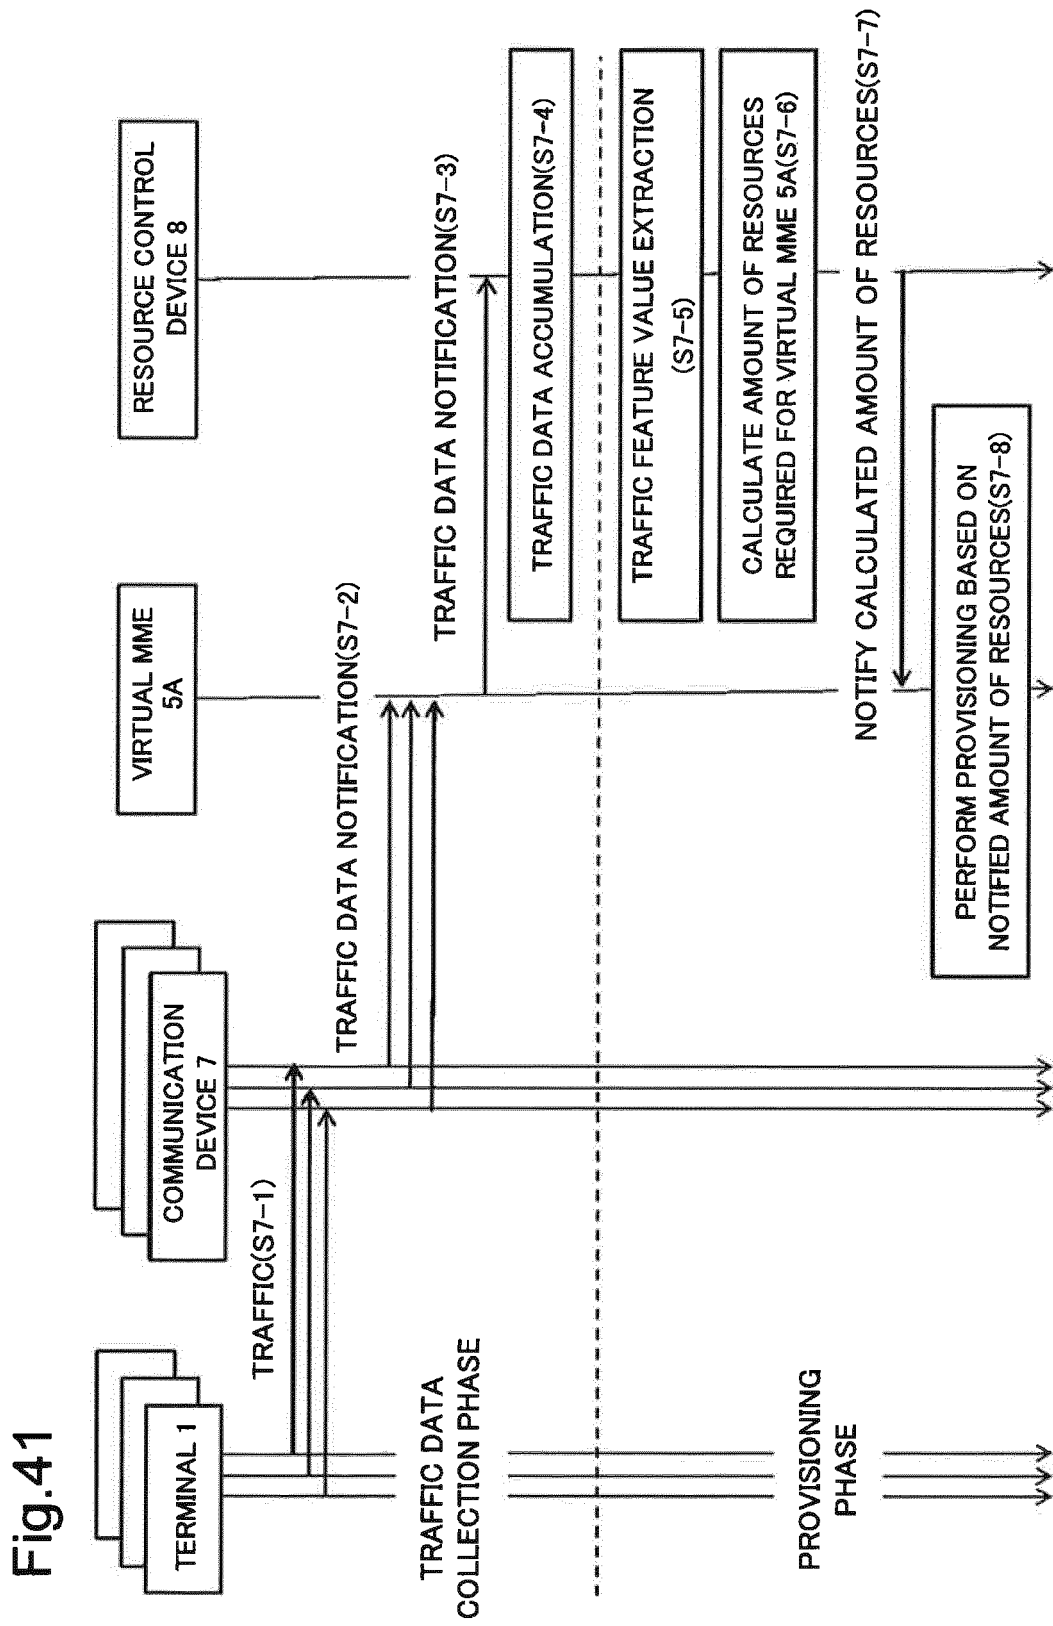 Fig.41
TERMINAL 1
COMMUNICATION
DEVICE 7
VIRTUAL MME
5A
RESOURCE CONTROL
DEVICE 8
TRAFFIC(S7-1)
TRAFFIC DATA NOTIFICATION(S7-2)
TRAFFIC DATA NOTIFICATION(S7-3)
TRAFFIC DATA
COLLECTION PHASE
TRAFFIC DATA ACCUMULATION(S7-4)
TRAFFIC FEATURE VALUE EXTRACTION
(S7-5)
CALCULATE AMOUNT OF RESOURCES
REQUIRED FOR VIRTUAL MME 5A(S7-6)
PROVISIONING
PHASE
NOTIFY CALCULATED AMOUNT OF RESOURCES(S7-7)
PERFORM PROVISIONING BASED ON
NOTIFIED AMOUNT OF RESOURCES(S7-8)